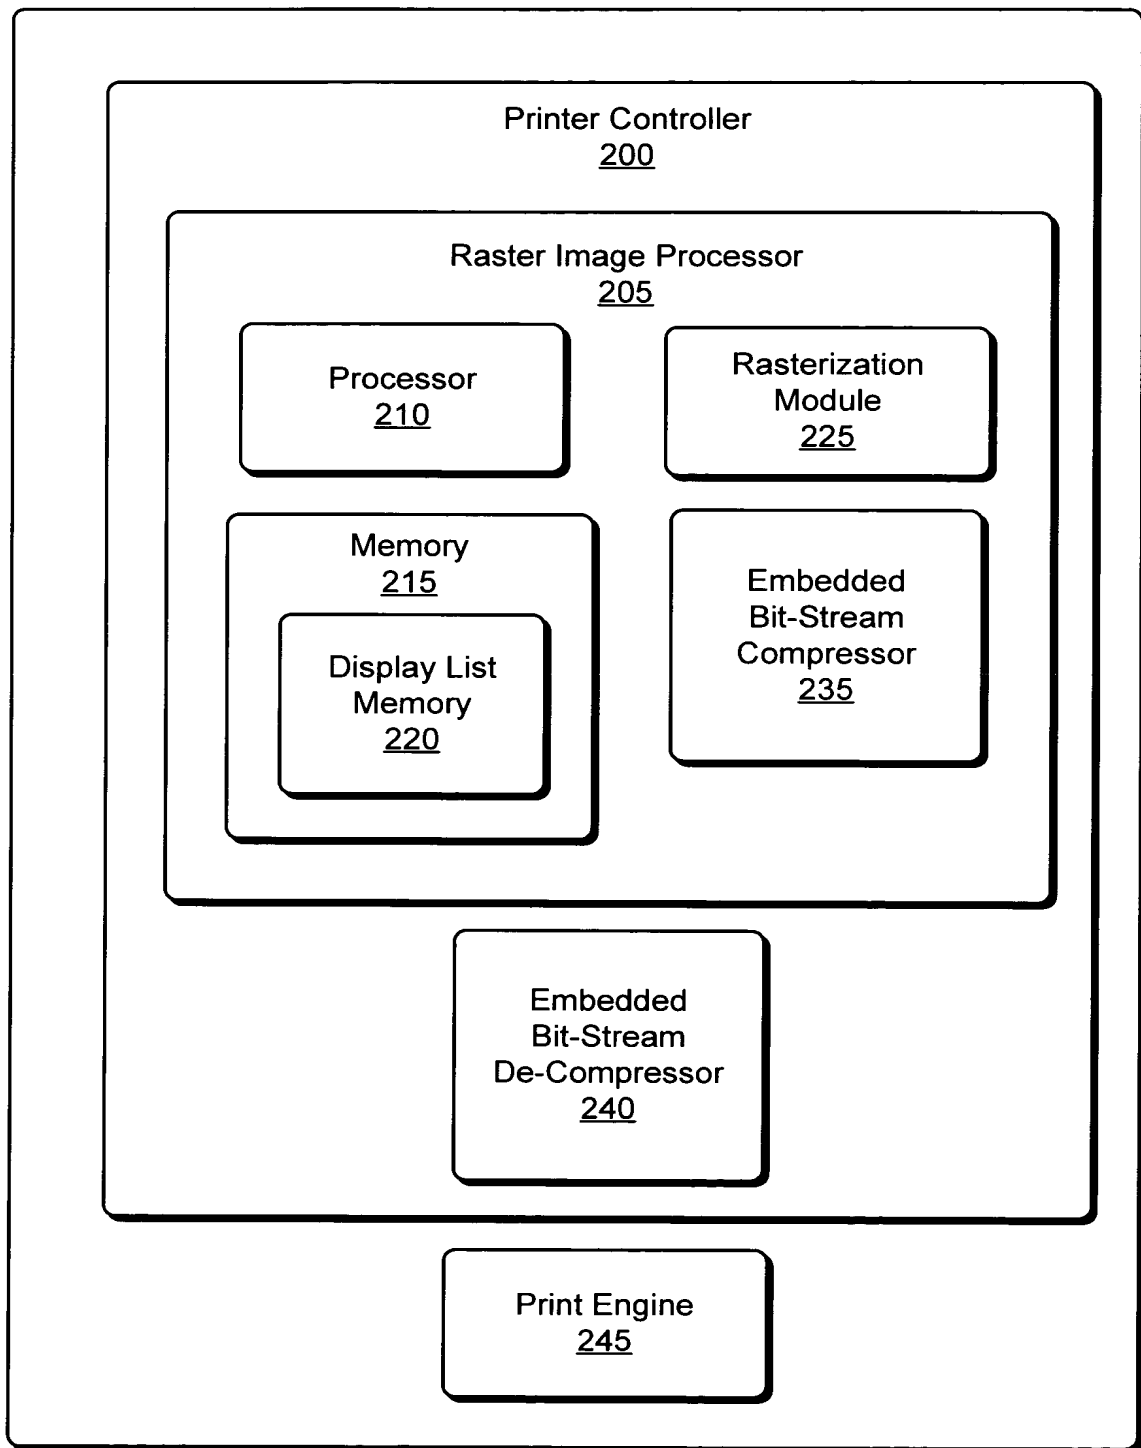 Printer Controller
200
Raster Image Processor
205
Processor
210
Rasterization
Module
225
Memory
215
Display List
Memory
220
Embedded
Bit-Stream
Compressor
235
Embedded
Bit-Stream
De-Compressor
240
Print Engine
245